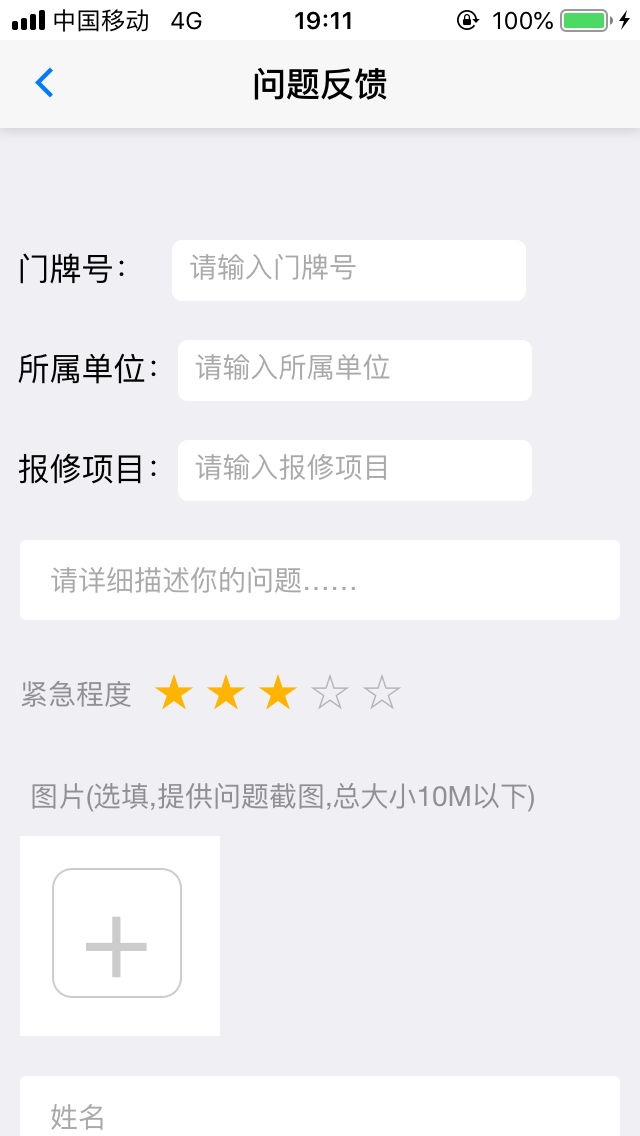 中国移动 4G 19:11 100%
问题反馈
门牌号： 请输入门牌号
所属单位： 请输入所属单位
报修项目： 请输入报修项目
请详细描述你的问题......
紧急程度
图片(选填,提供问题截图,总大小10M以下)
姓名